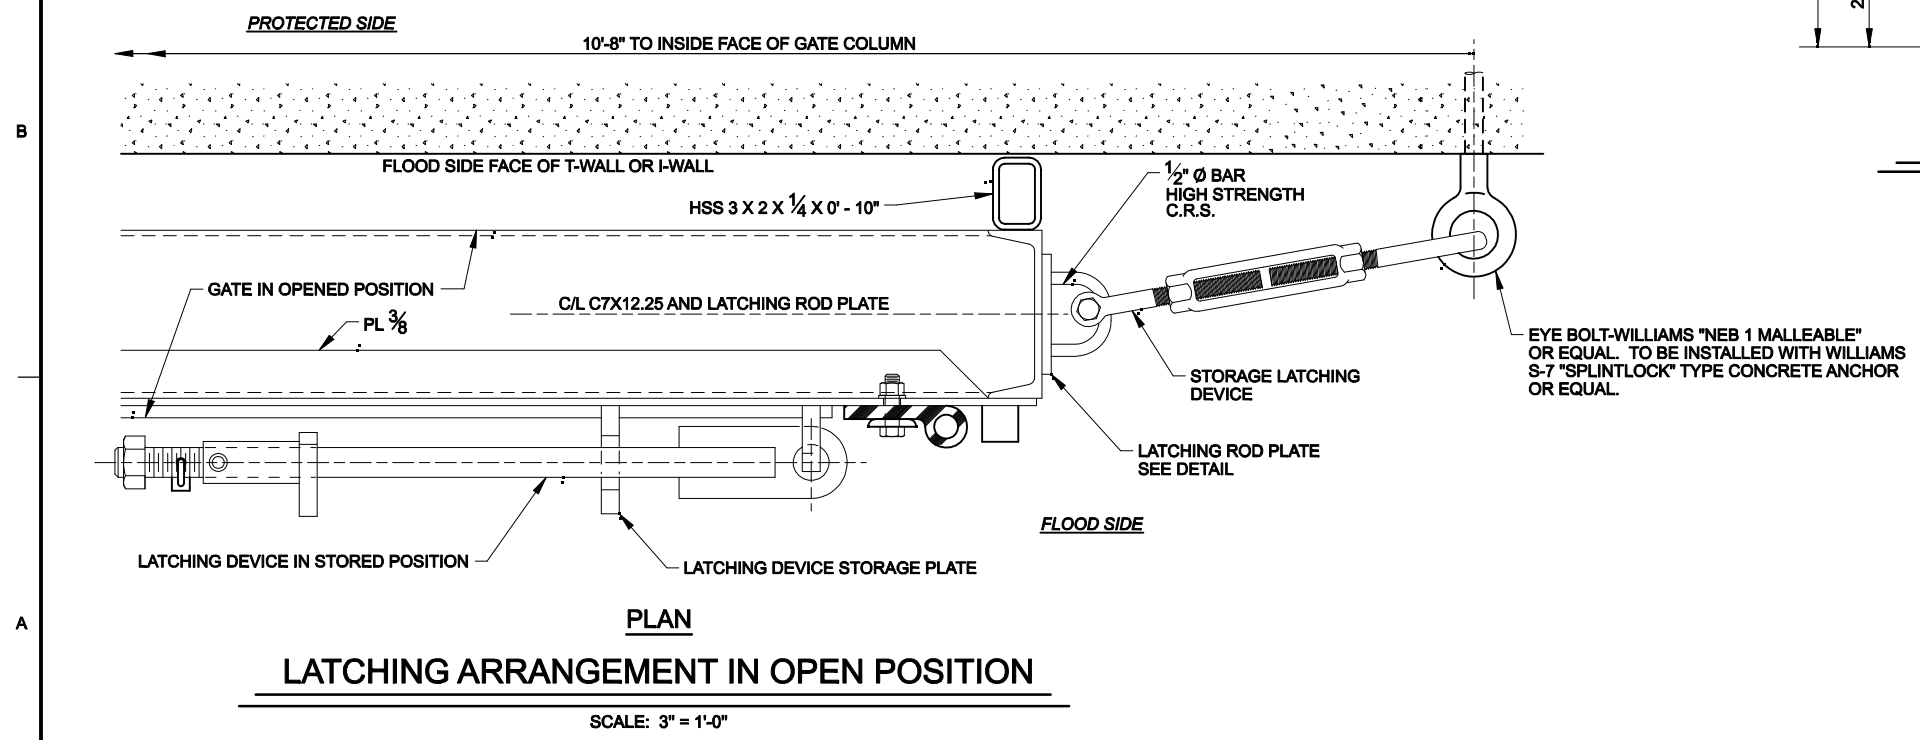 PROTECTED SIDE
10'-8" TO INSIDE FACE OF GATE COLUMN
2
B
FLOOD SIDE FACE OF T-WALL OR I-WALL
1/2" Ø BAR
HIGH STRENGTH
C.R.S.
HSS 3 X 2 X 1/4 X 0' - 10"
GATE IN OPENED POSITION
C/L C7X12.25 AND LATCHING ROD PLATE
PL 3/8
EYE BOLT-WILLIAMS "NEB 1 MALLEABLE"
OR EQUAL. TO BE INSTALLED WITH WILLIAMS
S-7 "SPLINTLOCK" TYPE CONCRETE ANCHOR
OR EQUAL.
STORAGE LATCHING
DEVICE
LATCHING ROD PLATE
SEE DETAIL
FLOOD SIDE
LATCHING DEVICE IN STORED POSITION
LATCHING DEVICE STORAGE PLATE
A
PLAN
LATCHING ARRANGEMENT IN OPEN POSITION
SCALE: 3" = 1'-0"